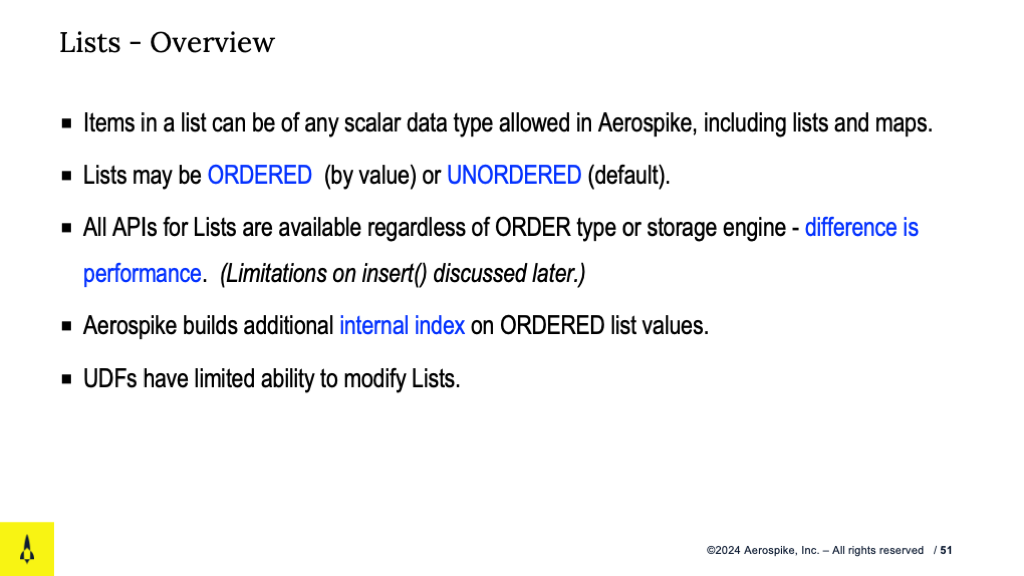 Lists - Overview
▪ Items in a list can be of any scalar data type allowed in Aerospike, including lists and maps.
▪ Lists may be ORDERED (by value) or UNORDERED (default).
▪ All APIs for Lists are available regardless of ORDER type or storage engine - difference is
performance. (Limitations on insert() discussed later.)
▪ Aerospike builds additional internal index on ORDERED list values.
▪ UDFs have limited ability to modify Lists.
©2024 Aerospike, Inc. – All rights reserved / 51